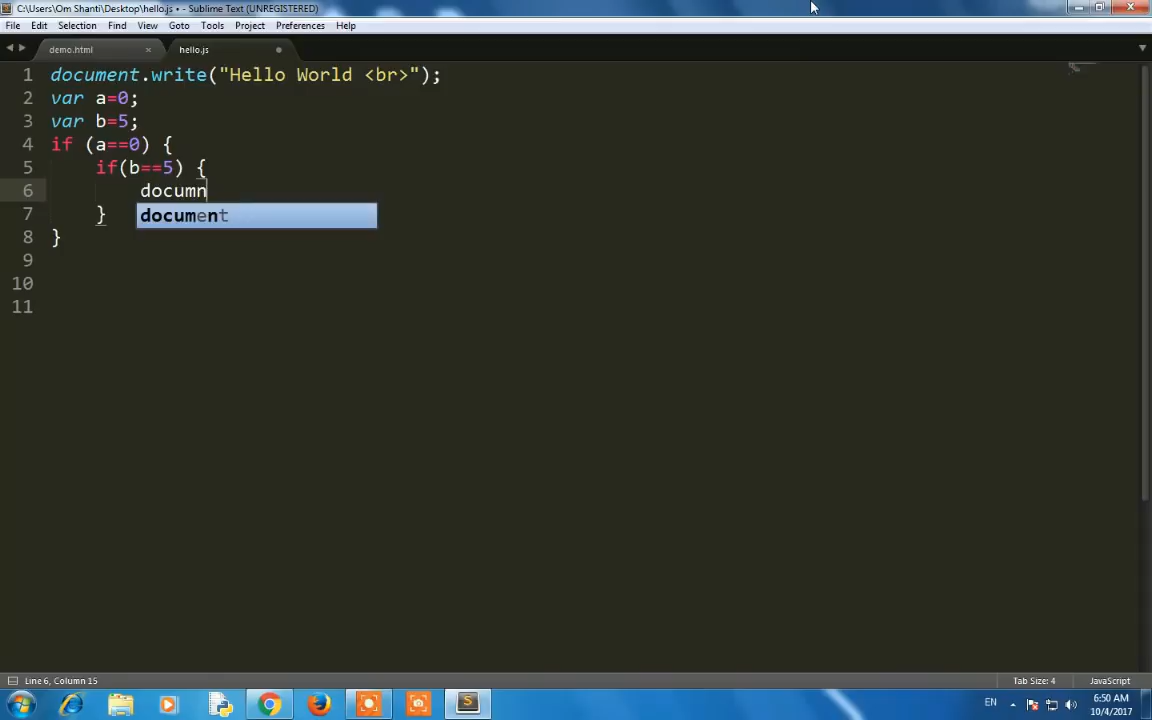 C:\Users\Om Shanti\Desktop\hello.js • - Sublime Text (UNREGISTERED)
File Edit Selection Find View Goto Tools Project Preferences Help
demo.html × hello.js
1 document.write("Hello World <br>");
2 var a=0;
3 var b=5;
4 if (a==0) {
5 if(b==5) {
6 documn
7 } document
8 }
9
10
11
Line 6, Column 15 Tab Size: 4 JavaScript
EN 6:50 AM
10/4/2017